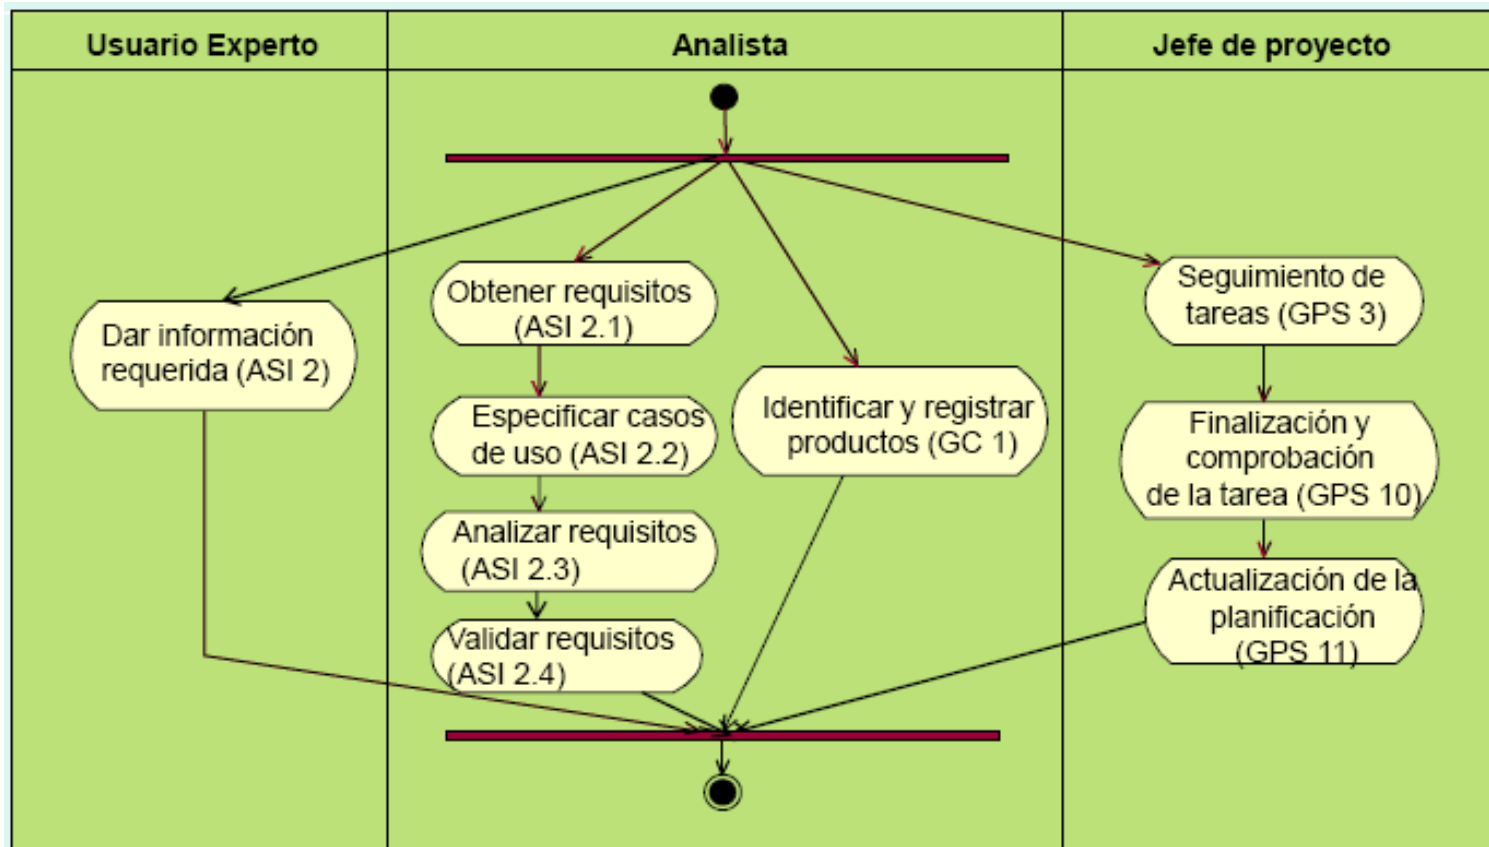 Usuario Experto
Analista
Jefe de proyecto
Dar información
requerida (ASI 2)
Obtener requisitos
(ASI 2.1)
Especificar casos
de uso (ASI 2.2)
Analizar requisitos
(ASI 2.3)
Validar requisitos
(ASI 2.4)
Identificar y registrar
productos (GC 1)
Seguimiento de
tareas (GPS 3)
Finalización y
comprobación
de la tarea (GPS 10)
Actualización de la
planificación
(GPS 11)